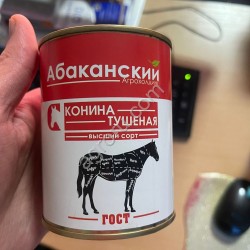 Абаканский
Агрохолдинг
С КОНИНА
ТУШЕНАЯ
ВЫСШИЙ СОРТ
ГОСТ